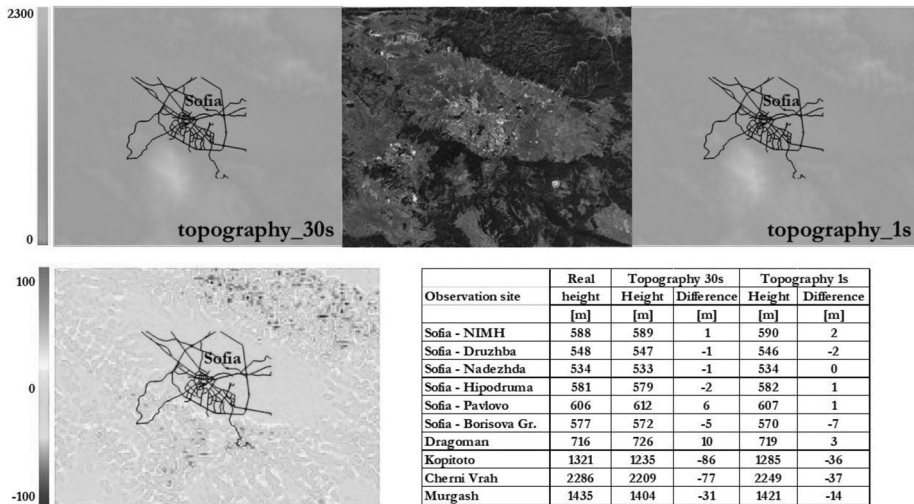 2300
0
Sofia
topography_30s
Sofia
topography_1s
100
0
-100
Sofia
Real Topography 30s Topography 1s
Observation site height Height Difference Height Difference
[m] [m] [m] [m] [m]
Sofia - NIMH 588 589 1 590 2
Sofia - Druzhba 548 547 -1 546 -2
Sofia - Nadezhda 534 533 -1 534 0
Sofia - Hipodruma 581 579 -2 582 1
Sofia - Pavlovo 606 612 6 607 1
Sofia - Borisova Gr. 577 572 -5 570 -7
Dragoman 716 726 10 719 3
Kopitoto 1321 1235 -86 1285 -36
Cherni Vrah 2286 2209 -77 2249 -37
Murgash 1435 1404 -31 1421 -14